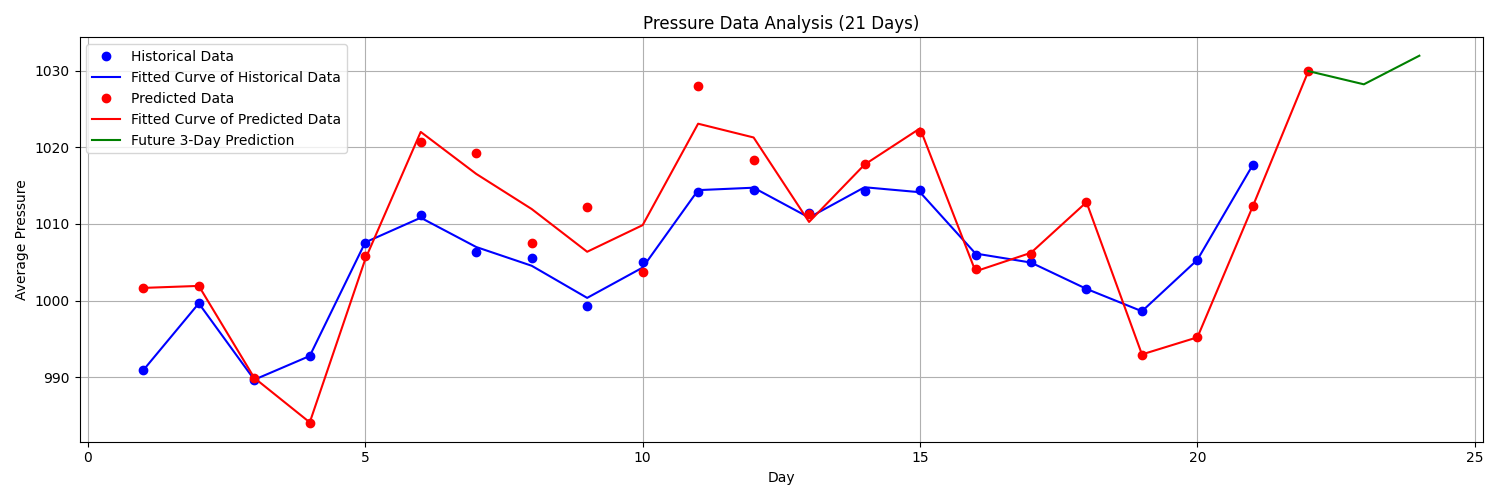 Pressure Data Analysis (21 Days)
Historical Data
Fitted Curve of Historical Data
Predicted Data
Fitted Curve of Predicted Data
Future 3-Day Prediction
Average Pressure
1030
1020
1010
1000
990
0 5 10 15 20 25
Day